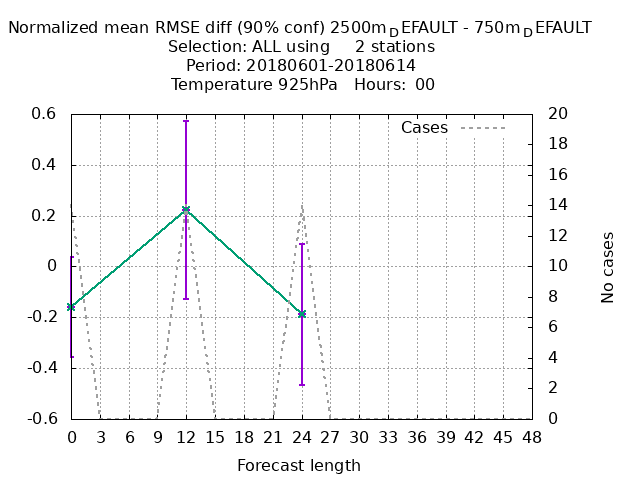 Normalized mean RMSE diff (90% conf) 2500mDEFAULT - 750mDEFAULT
Selection: ALL using 2 stations
Period: 20180601-20180614
Temperature 925hPa Hours: 00
0.6
0.4
0.2
0
-0.2
-0.4
-0.6
Cases
20
18
16
14
12
10
8
6
4
2
0
No cases
0 3 6 9 12 15 18 21 24 27 30 33 36 39 42 45 48
Forecast length